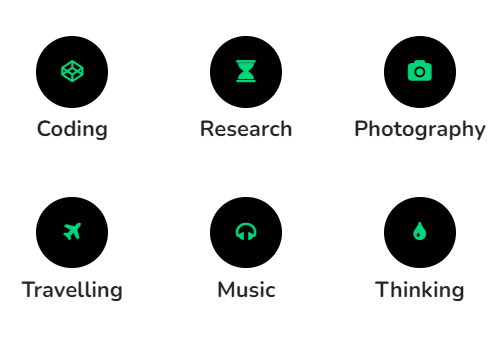 Coding
Research
Photography
Travelling
Music
Thinking